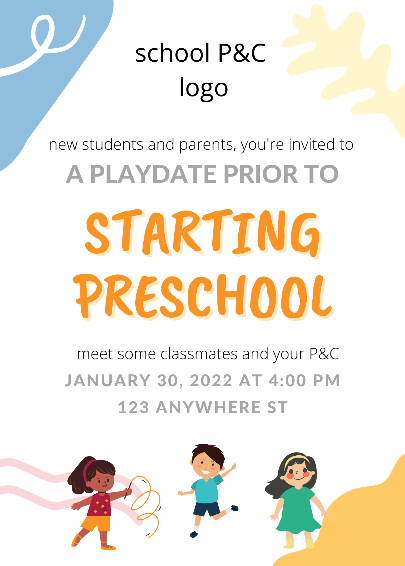 school P&C
logo
new students and parents, you're invited to
A PLAYDATE PRIOR TO
STARTING
PRESCHOOL
meet some classmates and your P&C
JANUARY 30, 2022 AT 4:00 PM
123 ANYWHERE ST